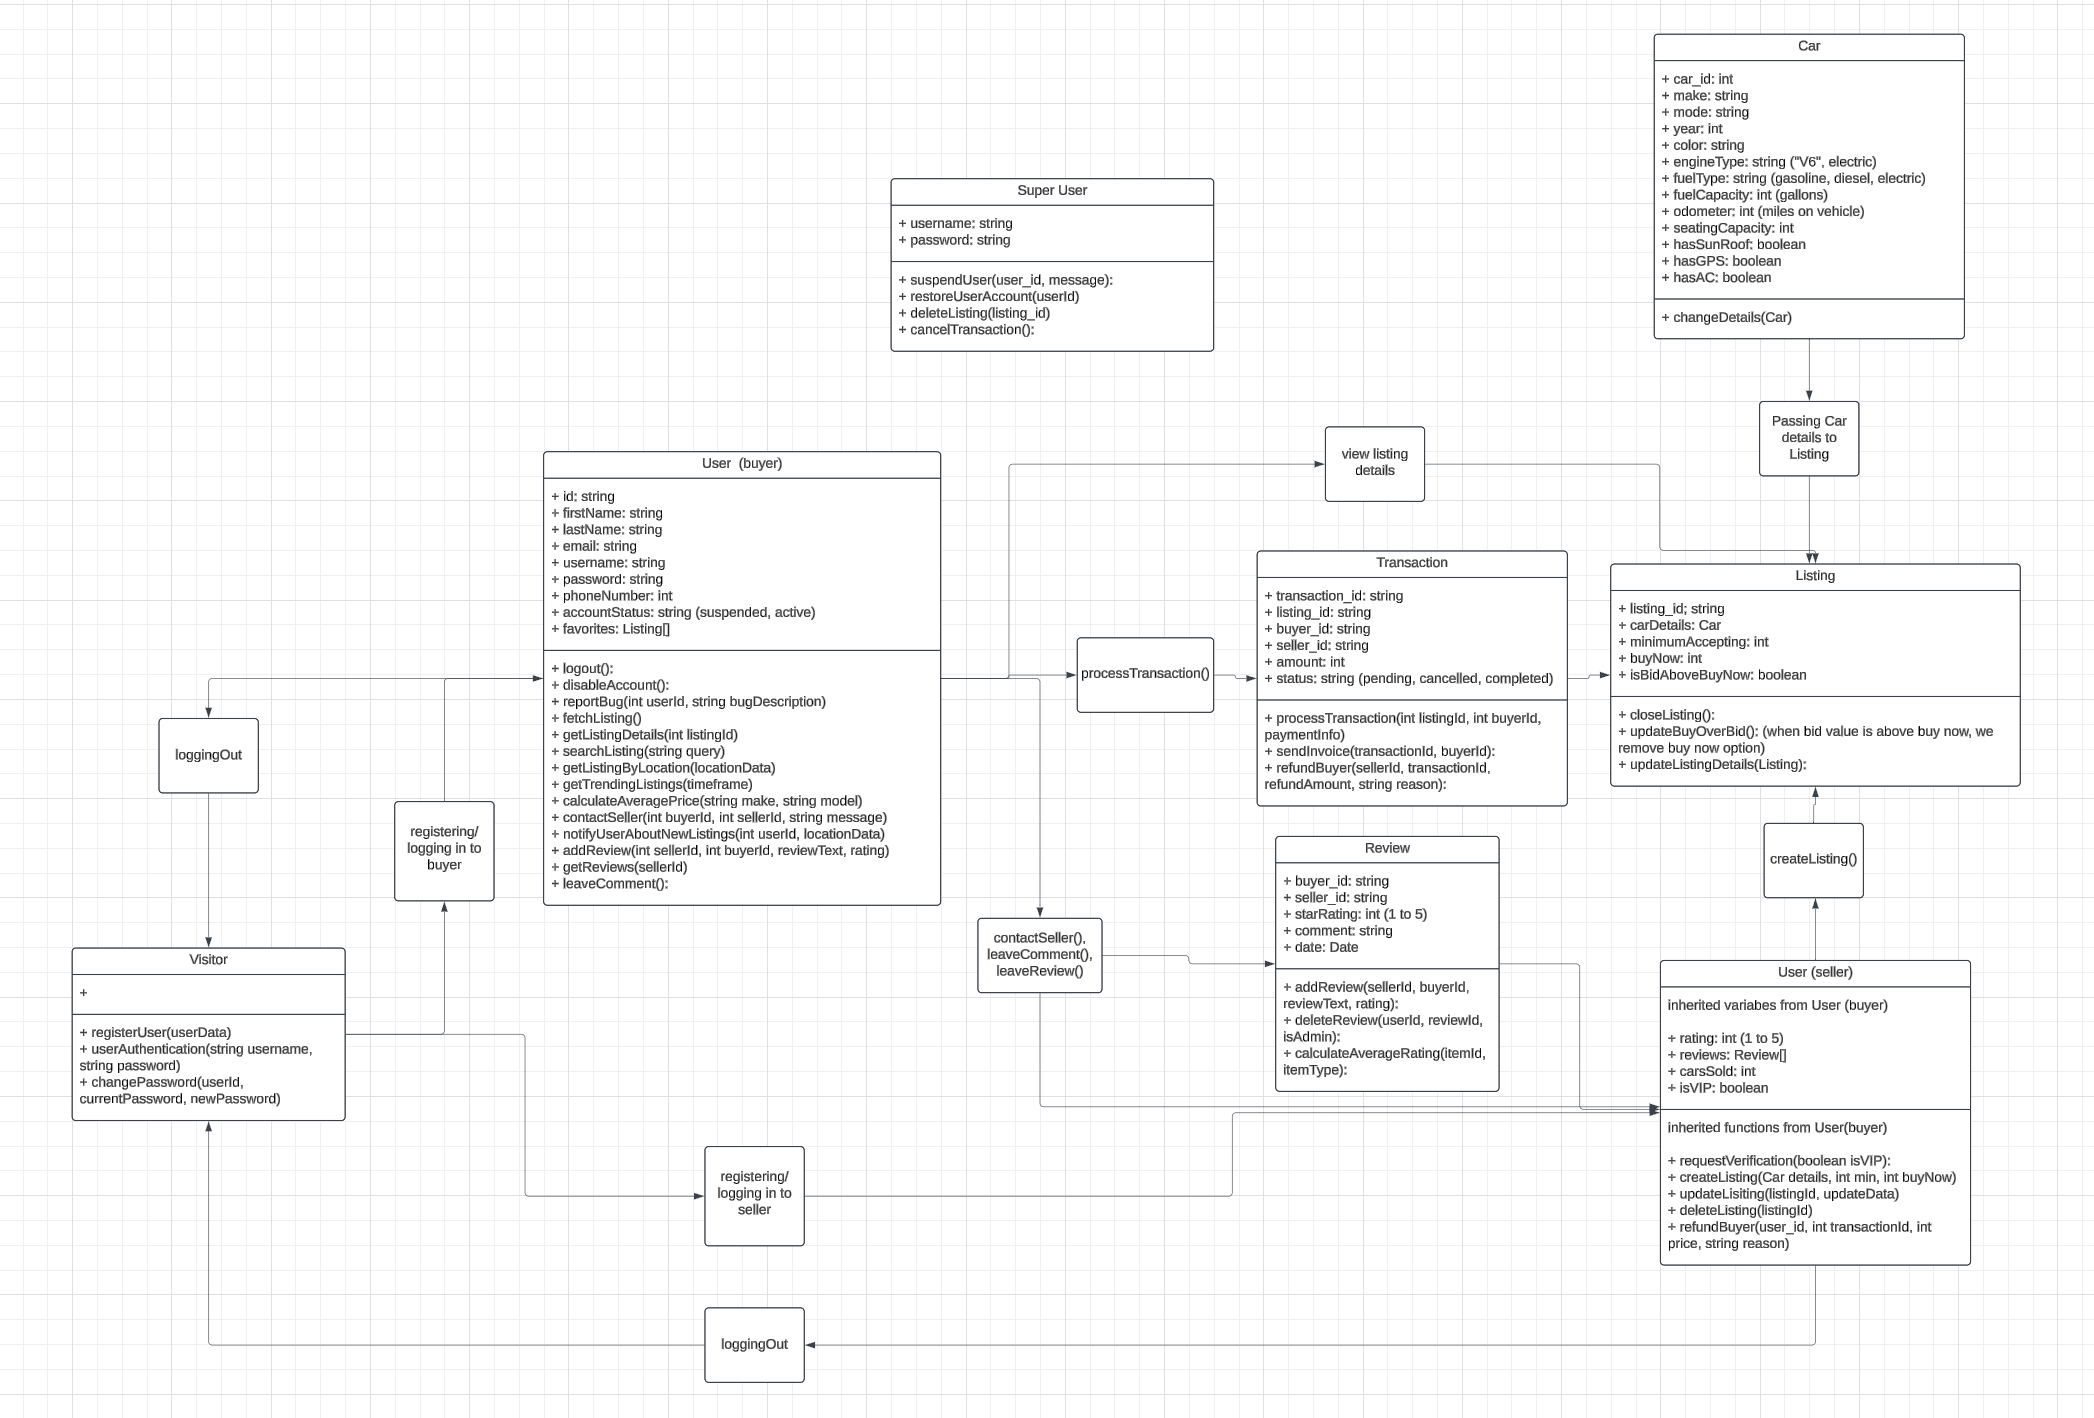 Car
+ car_id: int
+ make: string
+ mode: string
+ year: int
+ color: string
+ engineType: string ("V6", electric)
+ fuelType: string (gasoline, diesel, electric)
+ fuelCapacity: int (gallons)
+ odometer: int (miles on vehicle)
+ seatingCapacity: int
+ hasSunRoof: boolean
+ hasGPS: boolean
+ hasAC: boolean
+ changeDetails(Car)
Super User
+ username: string
+ password: string
+ suspendUser(user_id, message):
+ restoreUserAccount(userId)
+ deleteListing(listing_id)
+ cancelTransaction():
Passing Car
details to
Listing
view listing
details
User (buyer)
+ id: string
+ firstName: string
+ lastName: string
+ email: string
+ username: string
+ password: string
+ phoneNumber: int
+ accountStatus: string (suspended, active)
+ favorites: Listing[]
+ logout():
+ disableAccount():
+ reportBug(int userId, string bugDescription)
+ fetchListing()
+ getListingDetails(int listingId)
+ searchListing(string query)
+ getListingByLocation(locationData)
+ getTrendingListings(timeframe)
+ calculateAveragePrice(string make, string model)
+ contactSeller(int buyerId, int sellerId, string message)
+ notifyUserAboutNewListings(int userId, locationData)
+ addReview(int sellerId, int buyerId, reviewText, rating)
+ getReviews(sellerId)
+ leaveComment():
processTransaction()
Transaction
+ transaction_id: string
+ listing_id: string
+ buyer_id: string
+ seller_id: string
+ amount: int
+ status: string (pending, cancelled, completed)
+ processTransaction(int listingId, int buyerId,
paymentInfo)
+ sendInvoice(transactionId, buyerId):
+ refundBuyer(sellerId, transactionId,
refundAmount, string reason):
Listing
+ listing_id; string
+ carDetails: Car
+ minimumAccepting: int
+ buyNow: int
+ isBidAboveBuyNow: boolean
+ closeListing():
+ updateBuyOverBid(): (when bid value is above buy now, we
remove buy now option)
+ updateListingDetails(Listing):
loggingOut
registering/
logging in to
buyer
createListing()
Review
+ buyer_id: string
+ seller_id: string
+ starRating: int (1 to 5)
+ comment: string
+ date: Date
+ addReview(sellerId, buyerId,
reviewText, rating):
+ deleteReview(userId, reviewId,
isAdmin):
+ calculateAverageRating(itemId,
itemType):
contactSeller(),
leaveComment(),
leaveReview()
Visitor
+
+ registerUser(userData)
+ userAuthentication(string username,
string password)
+ changePassword(userId,
currentPassword, newPassword)
User (seller)
inherited variabes from User (buyer)
+ rating: int (1 to 5)
+ reviews: Review[]
+ carsSold: int
+ isVIP: boolean
inherited functions from User(buyer)
+ requestVerification(boolean isVIP):
+ createListing(Car details, int min, int buyNow)
+ updateLisiting(listingId, updateData)
+ deleteListing(listingId)
+ refundBuyer(user_id, int transactionId, int
price, string reason)
registering/
logging in to
seller
loggingOut